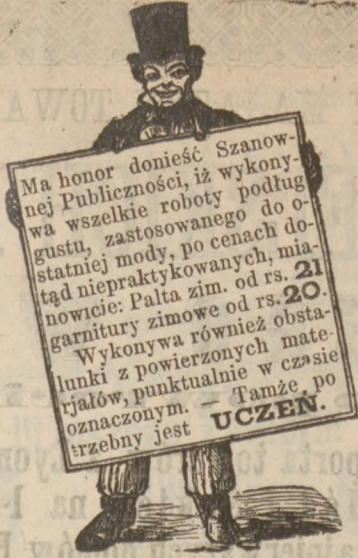 Ma honor donieść Szanow-
nej Publiczności, iż wykony-
wa wszelkie roboty podług
gustu, zastosowanego do o-
statniej mody, po cenach do-
tąd niepraktykowanych, mia-
nowicie: Palta zim. od rs. 21
garnitury zimowe od rs. 20.
Wykonywa również obsta-
lunki z powierzonych mate-
rjałów, punktualnie w czasie
oznaczonym. — Tamże po
trzebny jest UCZEŃ.